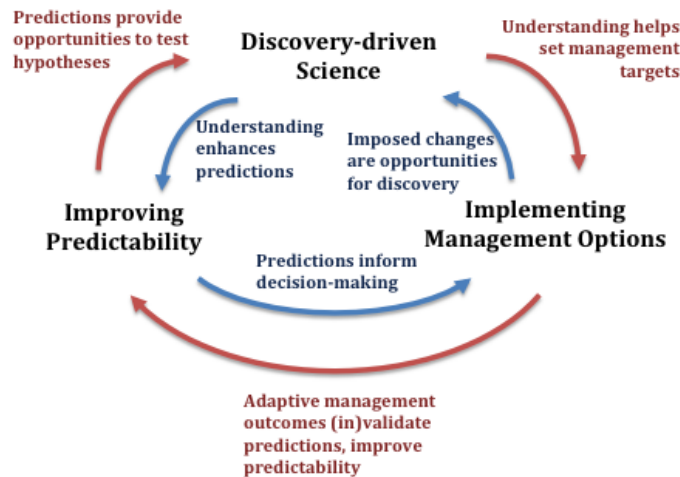 Predictions provide
opportunities to test
hypotheses
Discovery-driven
Science
Understanding helps
set management
targets
Understanding
enhances
predictions
Imposed changes
are opportunities
for discovery
Improving
Predictability
Implementing
Management Options
Predictions inform
decision-making
Adaptive management
outcomes (in)validate
predictions, improve
predictability